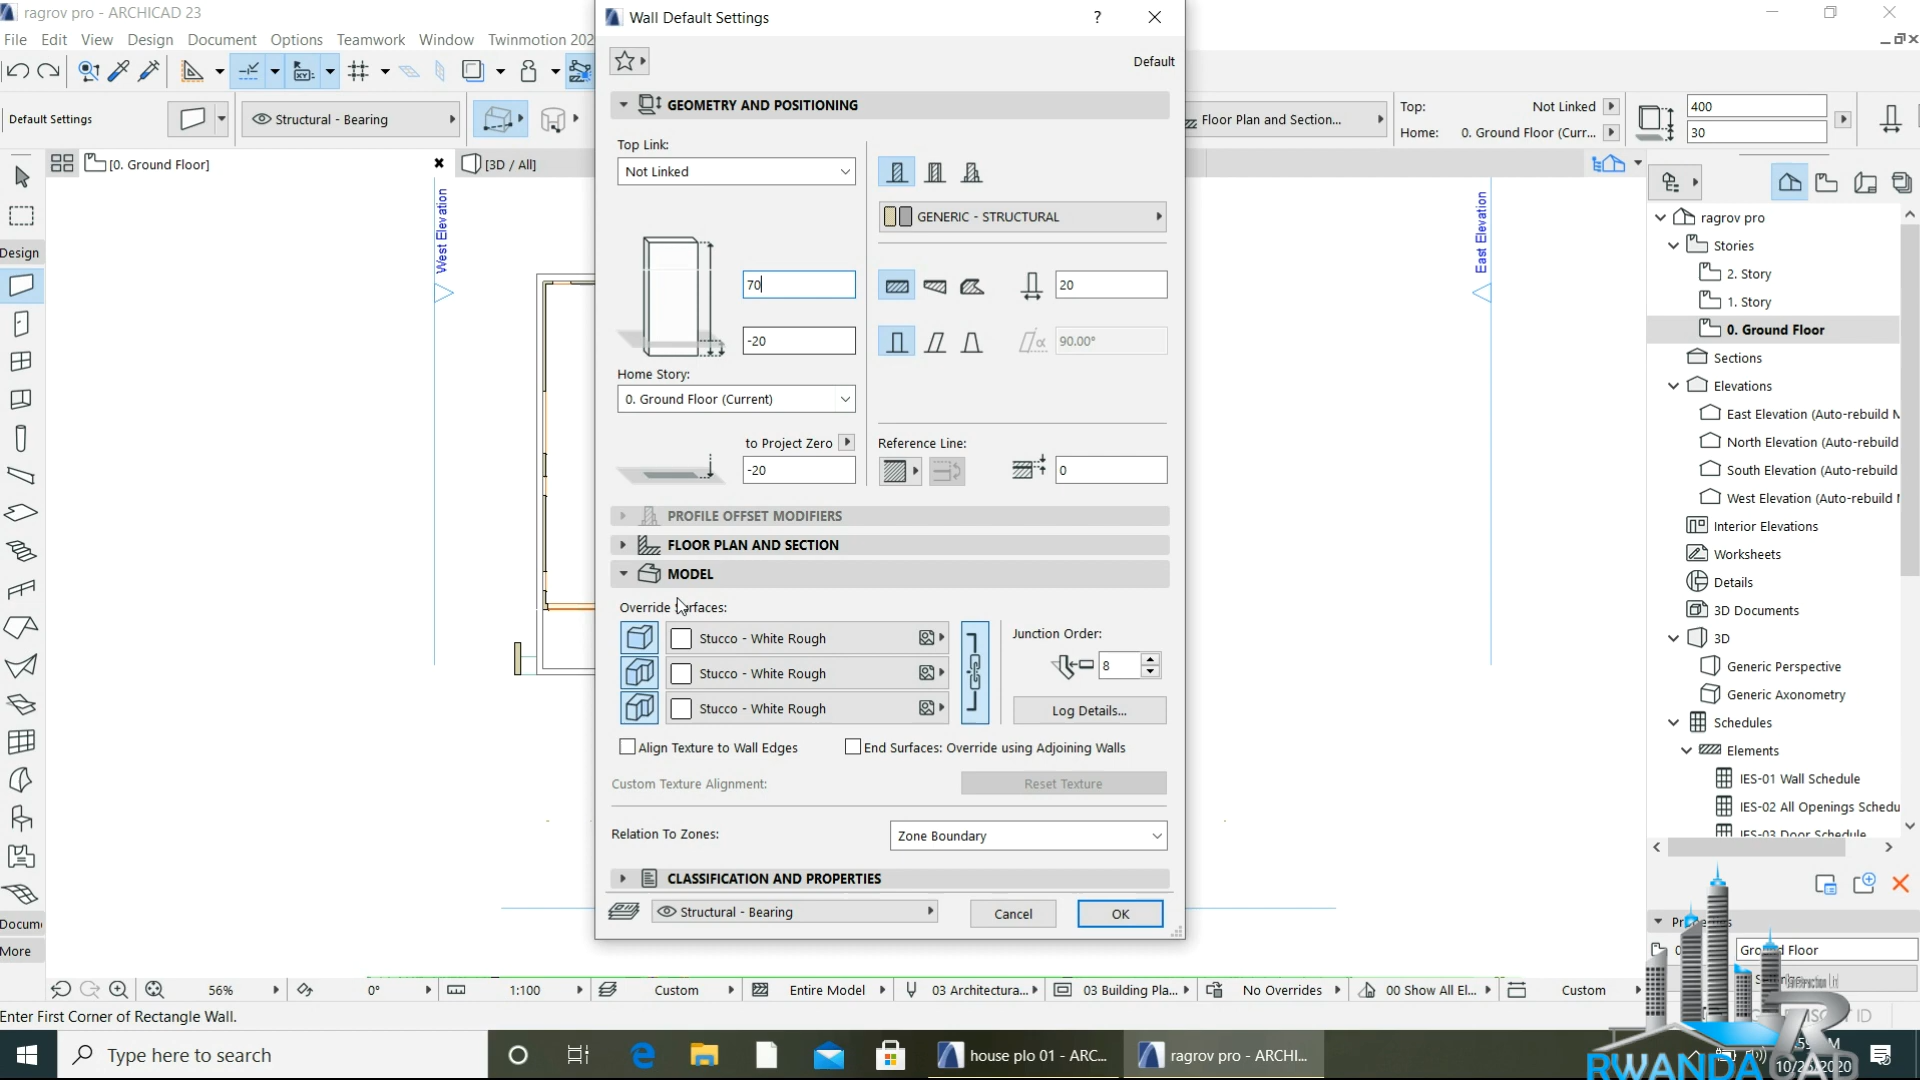 ragrov pro - ARCHICAD 23
File Edit View Design Document Options Teamwork Window Twinmotion 202
Default Settings
Structural - Bearing
Floor Plan and Section...
Top: Not Linked
Home: 0. Ground Floor (Curr...
400
30
[0. Ground Floor]
[3D / All]
Design
Docum
More
West Elevation
East Elevation
Wall Default Settings
?
Default
GEOMETRY AND POSITIONING
Top Link:
Not Linked
GENERIC - STRUCTURAL
70
20
-20
90.00°
Home Story:
0. Ground Floor (Current)
to Project Zero
-20
Reference Line:
0
PROFILE OFFSET MODIFIERS
FLOOR PLAN AND SECTION
MODEL
Override Surfaces:
Stucco - White Rough
Stucco - White Rough
Stucco - White Rough
Junction Order:
8
Log Details...
Align Texture to Wall Edges
End Surfaces: Override using Adjoining Walls
Custom Texture Alignment:
Reset Texture
Relation To Zones:
Zone Boundary
CLASSIFICATION AND PROPERTIES
Structural - Bearing
Cancel
OK
ragrov pro
Stories
2. Story
1. Story
0. Ground Floor
Sections
Elevations
East Elevation (Auto-rebuild M
North Elevation (Auto-rebuild
South Elevation (Auto-rebuild
West Elevation (Auto-rebuild
Interior Elevations
Worksheets
Details
3D Documents
3D
Generic Perspective
Generic Axonometry
Schedules
Elements
IES-01 Wall Schedule
IES-02 All Openings Schedu
IES-03 Door Schedule
56%
0°
1:100
Custom
Entire Model
03 Architectura...
03 Building Pla...
No Overrides
00 Show All El...
Custom
Enter First Corner of Rectangle Wall.
Type here to search
house plo 01 - ARC...
ragrov pro - ARCHI...
10/26/2020
RWANDA CAD